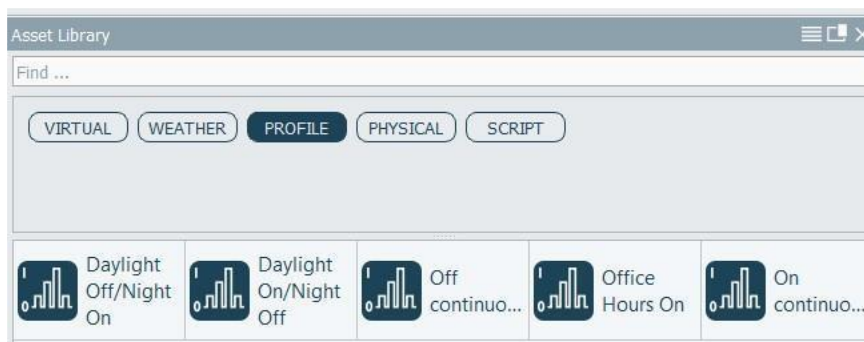 Asset Library
Find ...
VIRTUAL WEATHER PROFILE PHYSICAL SCRIPT
Daylight
Off/Night
On
Daylight
On/Night
Off
Off
continuo...
Office
Hours On
On
continuo...